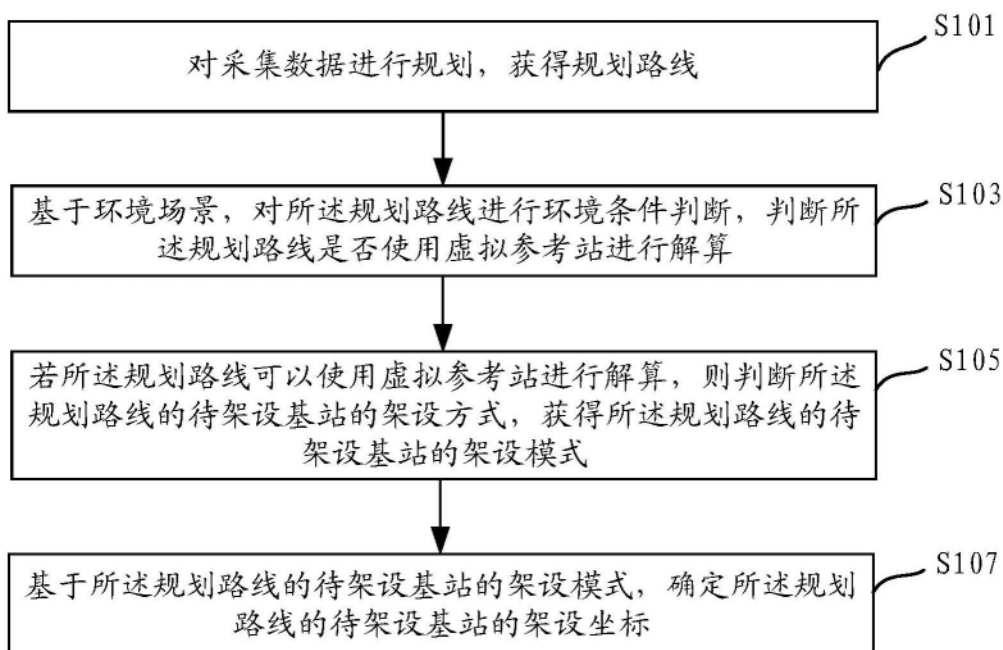 S101
对采集数据进行规划，获得规划路线
S103
基于环境场景，对所述规划路线进行环境条件判断，判断所
述规划路线是否使用虚拟参考站进行解算
S105
若所述规划路线可以使用虚拟参考站进行解算，则判断所述
规划路线的待架设基站的架设方式，获得所述规划路线的待
架设基站的架设模式
S107
基于所述规划路线的待架设基站的架设模式，确定所述规划
路线的待架设基站的架设坐标